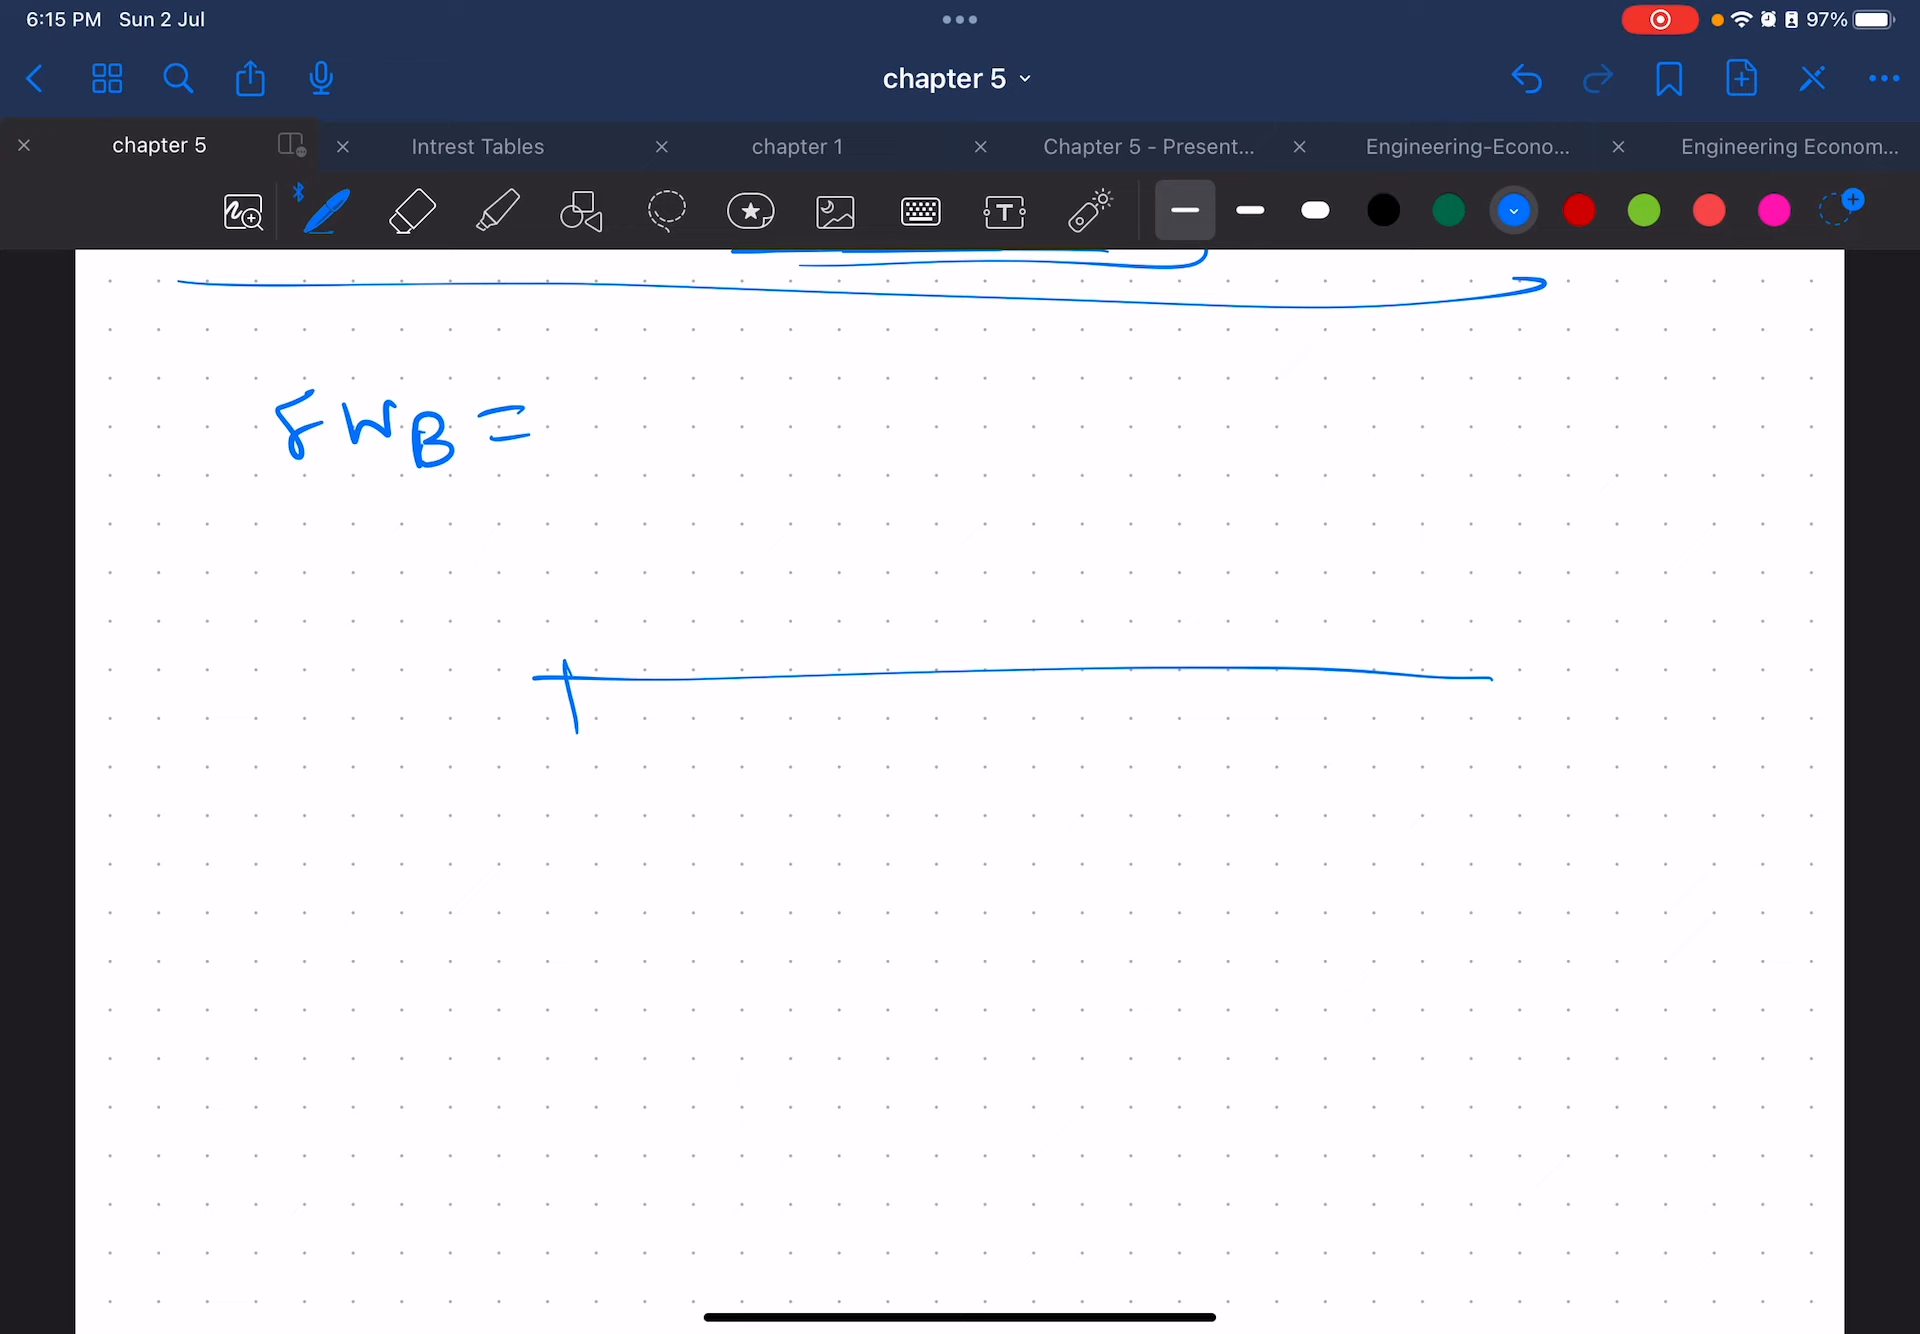 6:15 PM Sun 2 Jul
97%
chapter 5
chapter 5
Intrest Tables
chapter 1
Chapter 5 - Present...
Engineering-Econo...
Engineering Econom...
T
FWB =